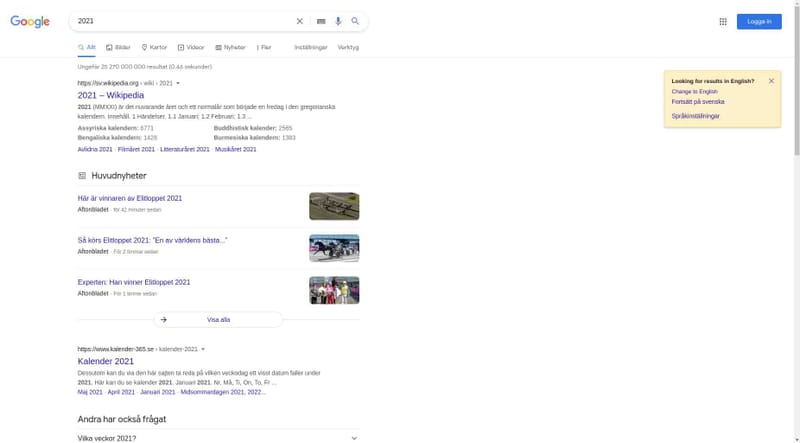 Google
2021
Logga in
Allt Bilder Kartor Videor Nyheter Fler Inställningar Verktyg
Ungefär 25 270 000 000 resultat (0,44 sekunder)
https://sv.wikipedia.org › wiki › 2021
2021 – Wikipedia
2021 (MMXXI) är det nuvarande året och ett normalår som började en fredag i den gregorianska
kalendern. Innehåll. 1 Händelser. 1.1 Januari; 1.2 Februari; 1.3 ...
Assyriska kalendern: 6771 Buddhistisk kalender: 2565
Bengaliska kalendern: 1428 Burmesiska kalendern: 1383
Avlidna 2021 · Filmåret 2021 · Litteraturåret 2021 · Musikåret 2021
Looking for results in English?
Change to English
Fortsätt på svenska
Språkinställningar
Huvudnyheter
Här är vinnaren av Elitloppet 2021
Aftonbladet · för 42 minuter sedan
Så körs Elitloppet 2021: "En av världens bästa..."
Aftonbladet · För 2 timmar sedan
Experten: Han vinner Elitloppet 2021
Aftonbladet · För 1 timme sedan
Visa alla
https://www.kalender-365.se › kalender-2021
Kalender 2021
Dessutom kan du via den här sajten ta reda på vilken veckodag ett visst datum faller under
2021. Här kan du se kalender 2021. Januari 2021. Nr, Må, Ti, On, To, Fr ...
Maj 2021 · April 2021 · Januari 2021 · Midsommardagen 2021, 2022...
Andra har också frågat
Vilka veckor 2021?